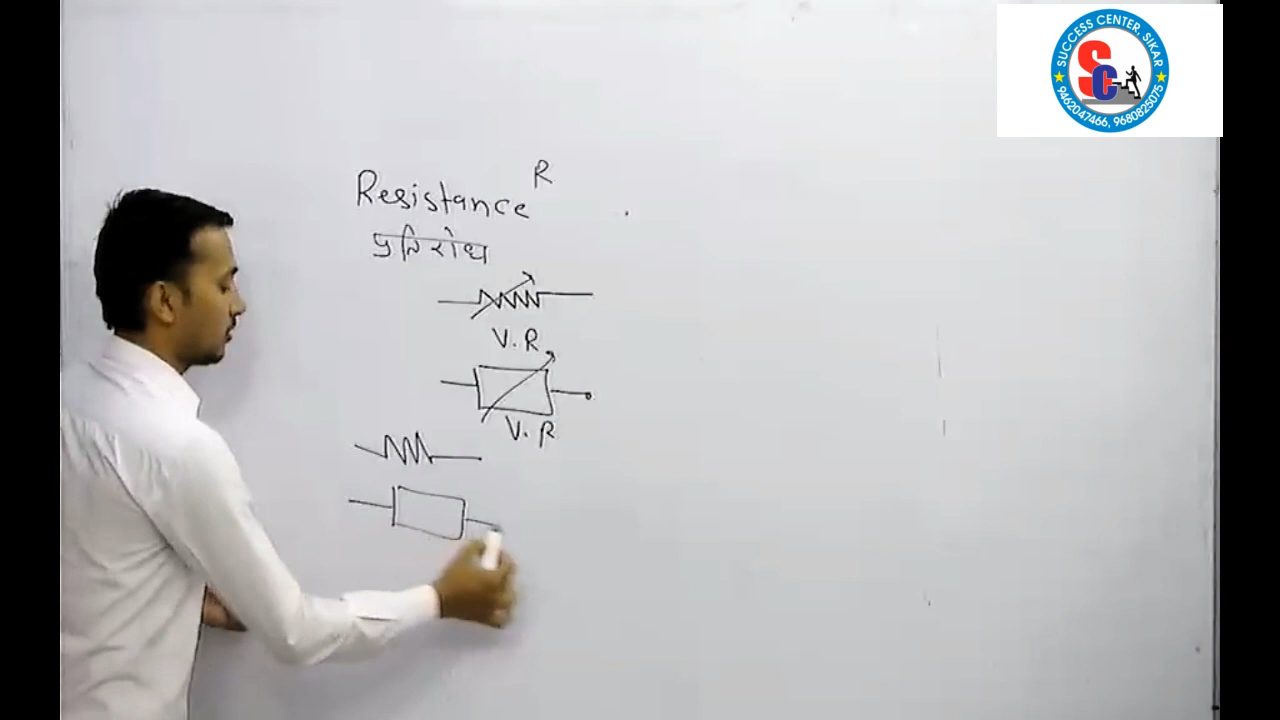 Resistance R
प्रतिरोध
V.R
V.R
SUCCESS CENTER, SIKAR
SC
9462047466, 9680825075